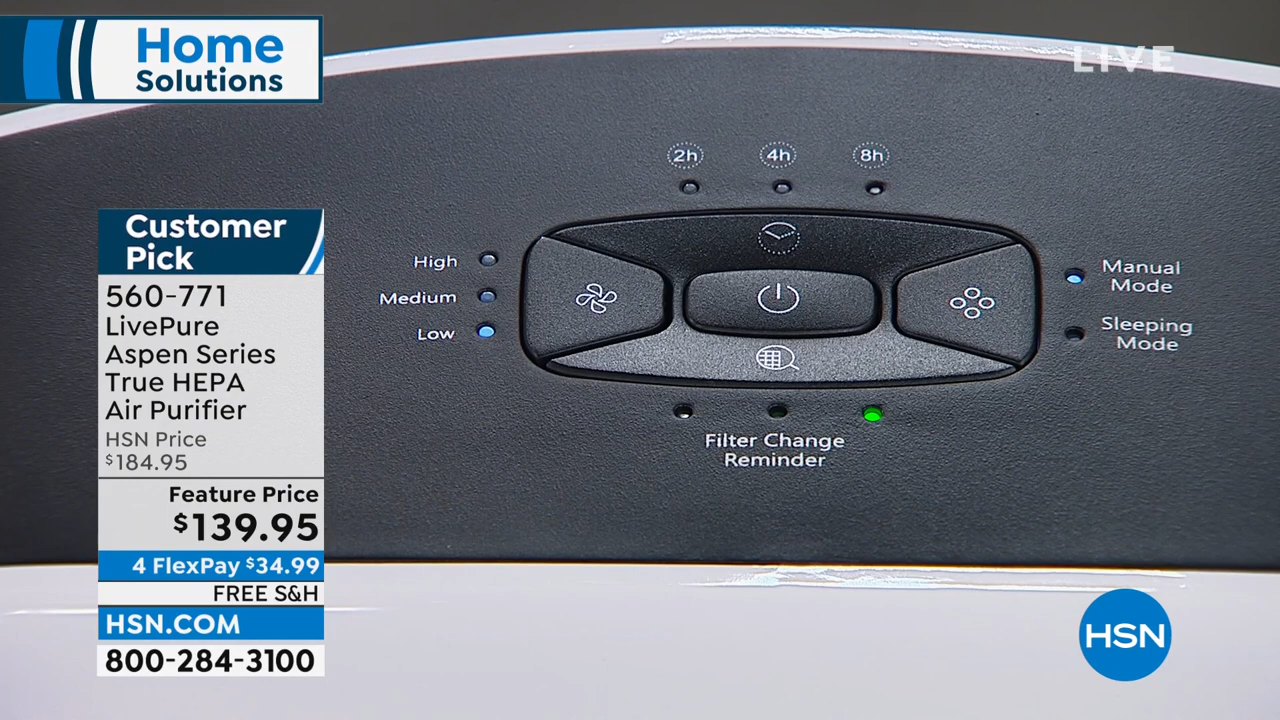 Home
Solutions
LIVE
2h 4h 8h
High
Medium
Low
Manual
Mode
Sleeping
Mode
Filter Change
Reminder
Customer
Pick
560-771
LivePure
Aspen Series
True HEPA
Air Purifier
HSN Price
$184.95
Feature Price
$139.95
4 FlexPay $34.99
FREE S&H
HSN.COM
800-284-3100
HSN